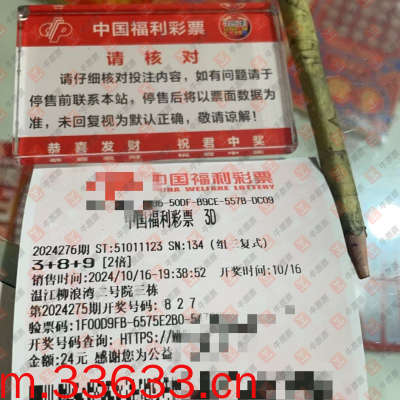 中国福利彩票
请核对
请仔细核对投注内容，如有问题请于
停售前联系本站，停售后将以票面数据为
准，未回复视为默认正确，敬请谅解！
恭喜发财 祝君中奖
中国福利彩票
CHINA WELFARE LOTTERY
-50DF-B9CE-557B-DC09
中国福利彩票 3D
2024276期 ST:51011123 SN:134 (组三复式)
3+8+9 [2倍]
销售时间:2024/10/16-19:38:52 开奖时间:10/16
温江柳浪湾二号院三栋
第2024275期开奖号码: 8 2 7
验票码:1F00D9FB-6575E2B0-5
开奖号码查询: HTTPS://
金额:24元 感谢您为公益
m.33633.cn